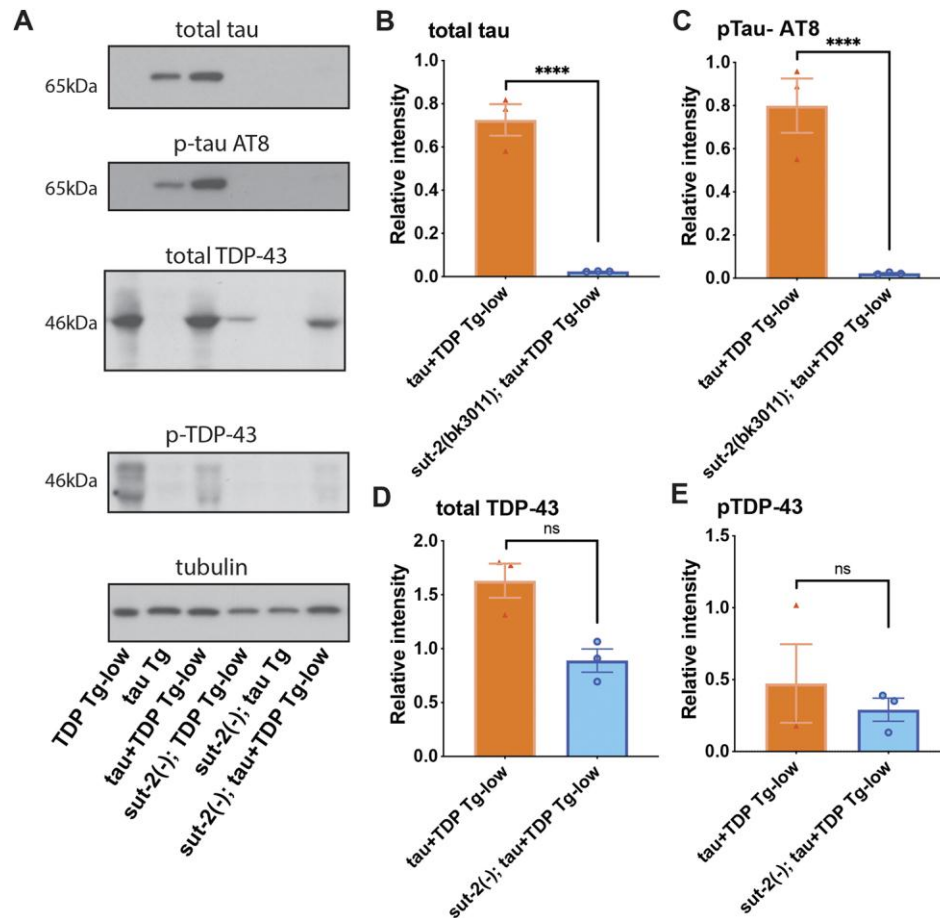 A
total tau
65kDa
p-tau AT8
65kDa
total TDP-43
46kDa
p-TDP-43
46kDa
tubulin
TDP Tg-low
tau Tg
tau+TDP Tg-low
sut-2(-); TDP Tg-low
sut-2(-); tau Tg
sut-2(-); tau+TDP Tg-low
B
total tau
****
Relative intensity
1.0
0.8
0.6
0.4
0.2
0.0
tau+TDP Tg-low
sut-2(bk3011); tau+TDP Tg-low
C
pTau- AT8
****
Relative intensity
1.0
0.8
0.6
0.4
0.2
0.0
tau+TDP Tg-low
sut-2(bk3011); tau+TDP Tg-low
D
total TDP-43
ns
Relative intensity
2.0
1.5
1.0
0.5
0.0
tau+TDP Tg-low
sut-2(-); tau+TDP Tg-low
E
pTDP-43
ns
Relative intensity
1.5
1.0
0.5
0.0
tau+TDP Tg-low
sut-2(-); tau+TDP Tg-low